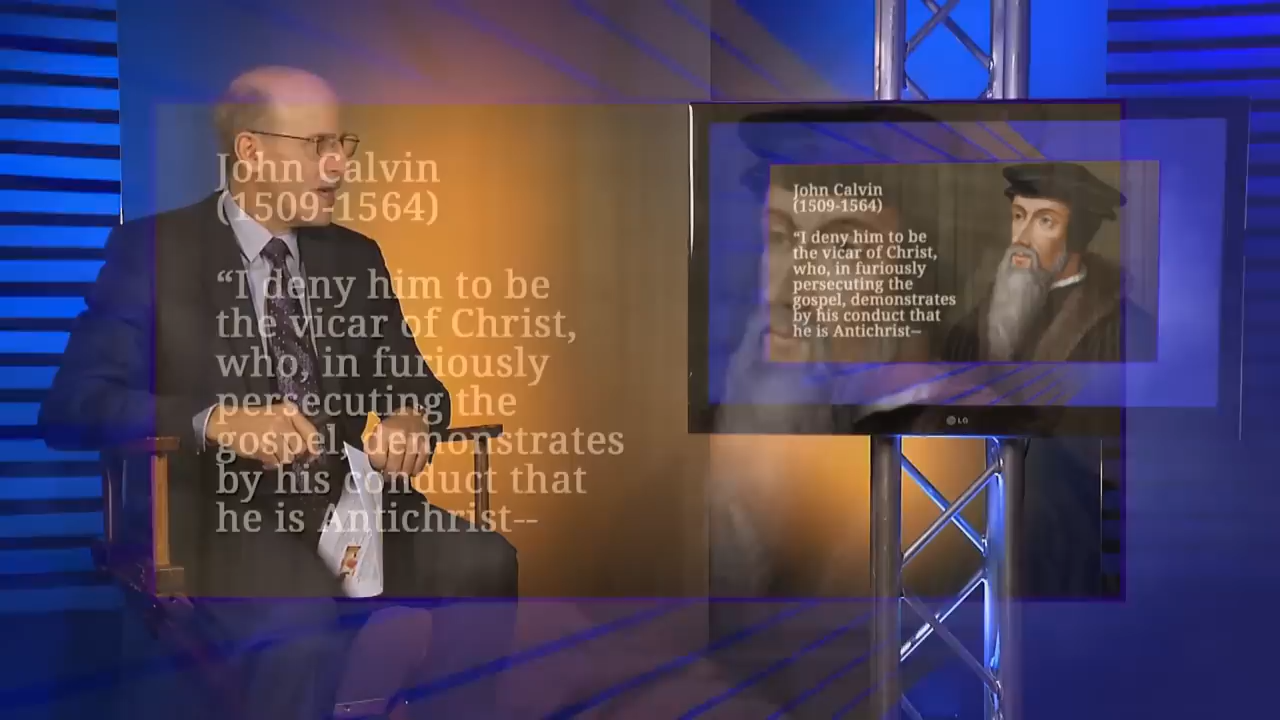 John Calvin
(1509-1564)
“I deny him to be
the vicar of Christ,
who, in furiously
persecuting the
gospel, demonstrates
by his conduct that
he is Antichrist--
John Calvin
(1509-1564)
“I deny him to be
the vicar of Christ,
who, in furiously
persecuting the
gospel, demonstrates
by his conduct that
he is Antichrist--
LG